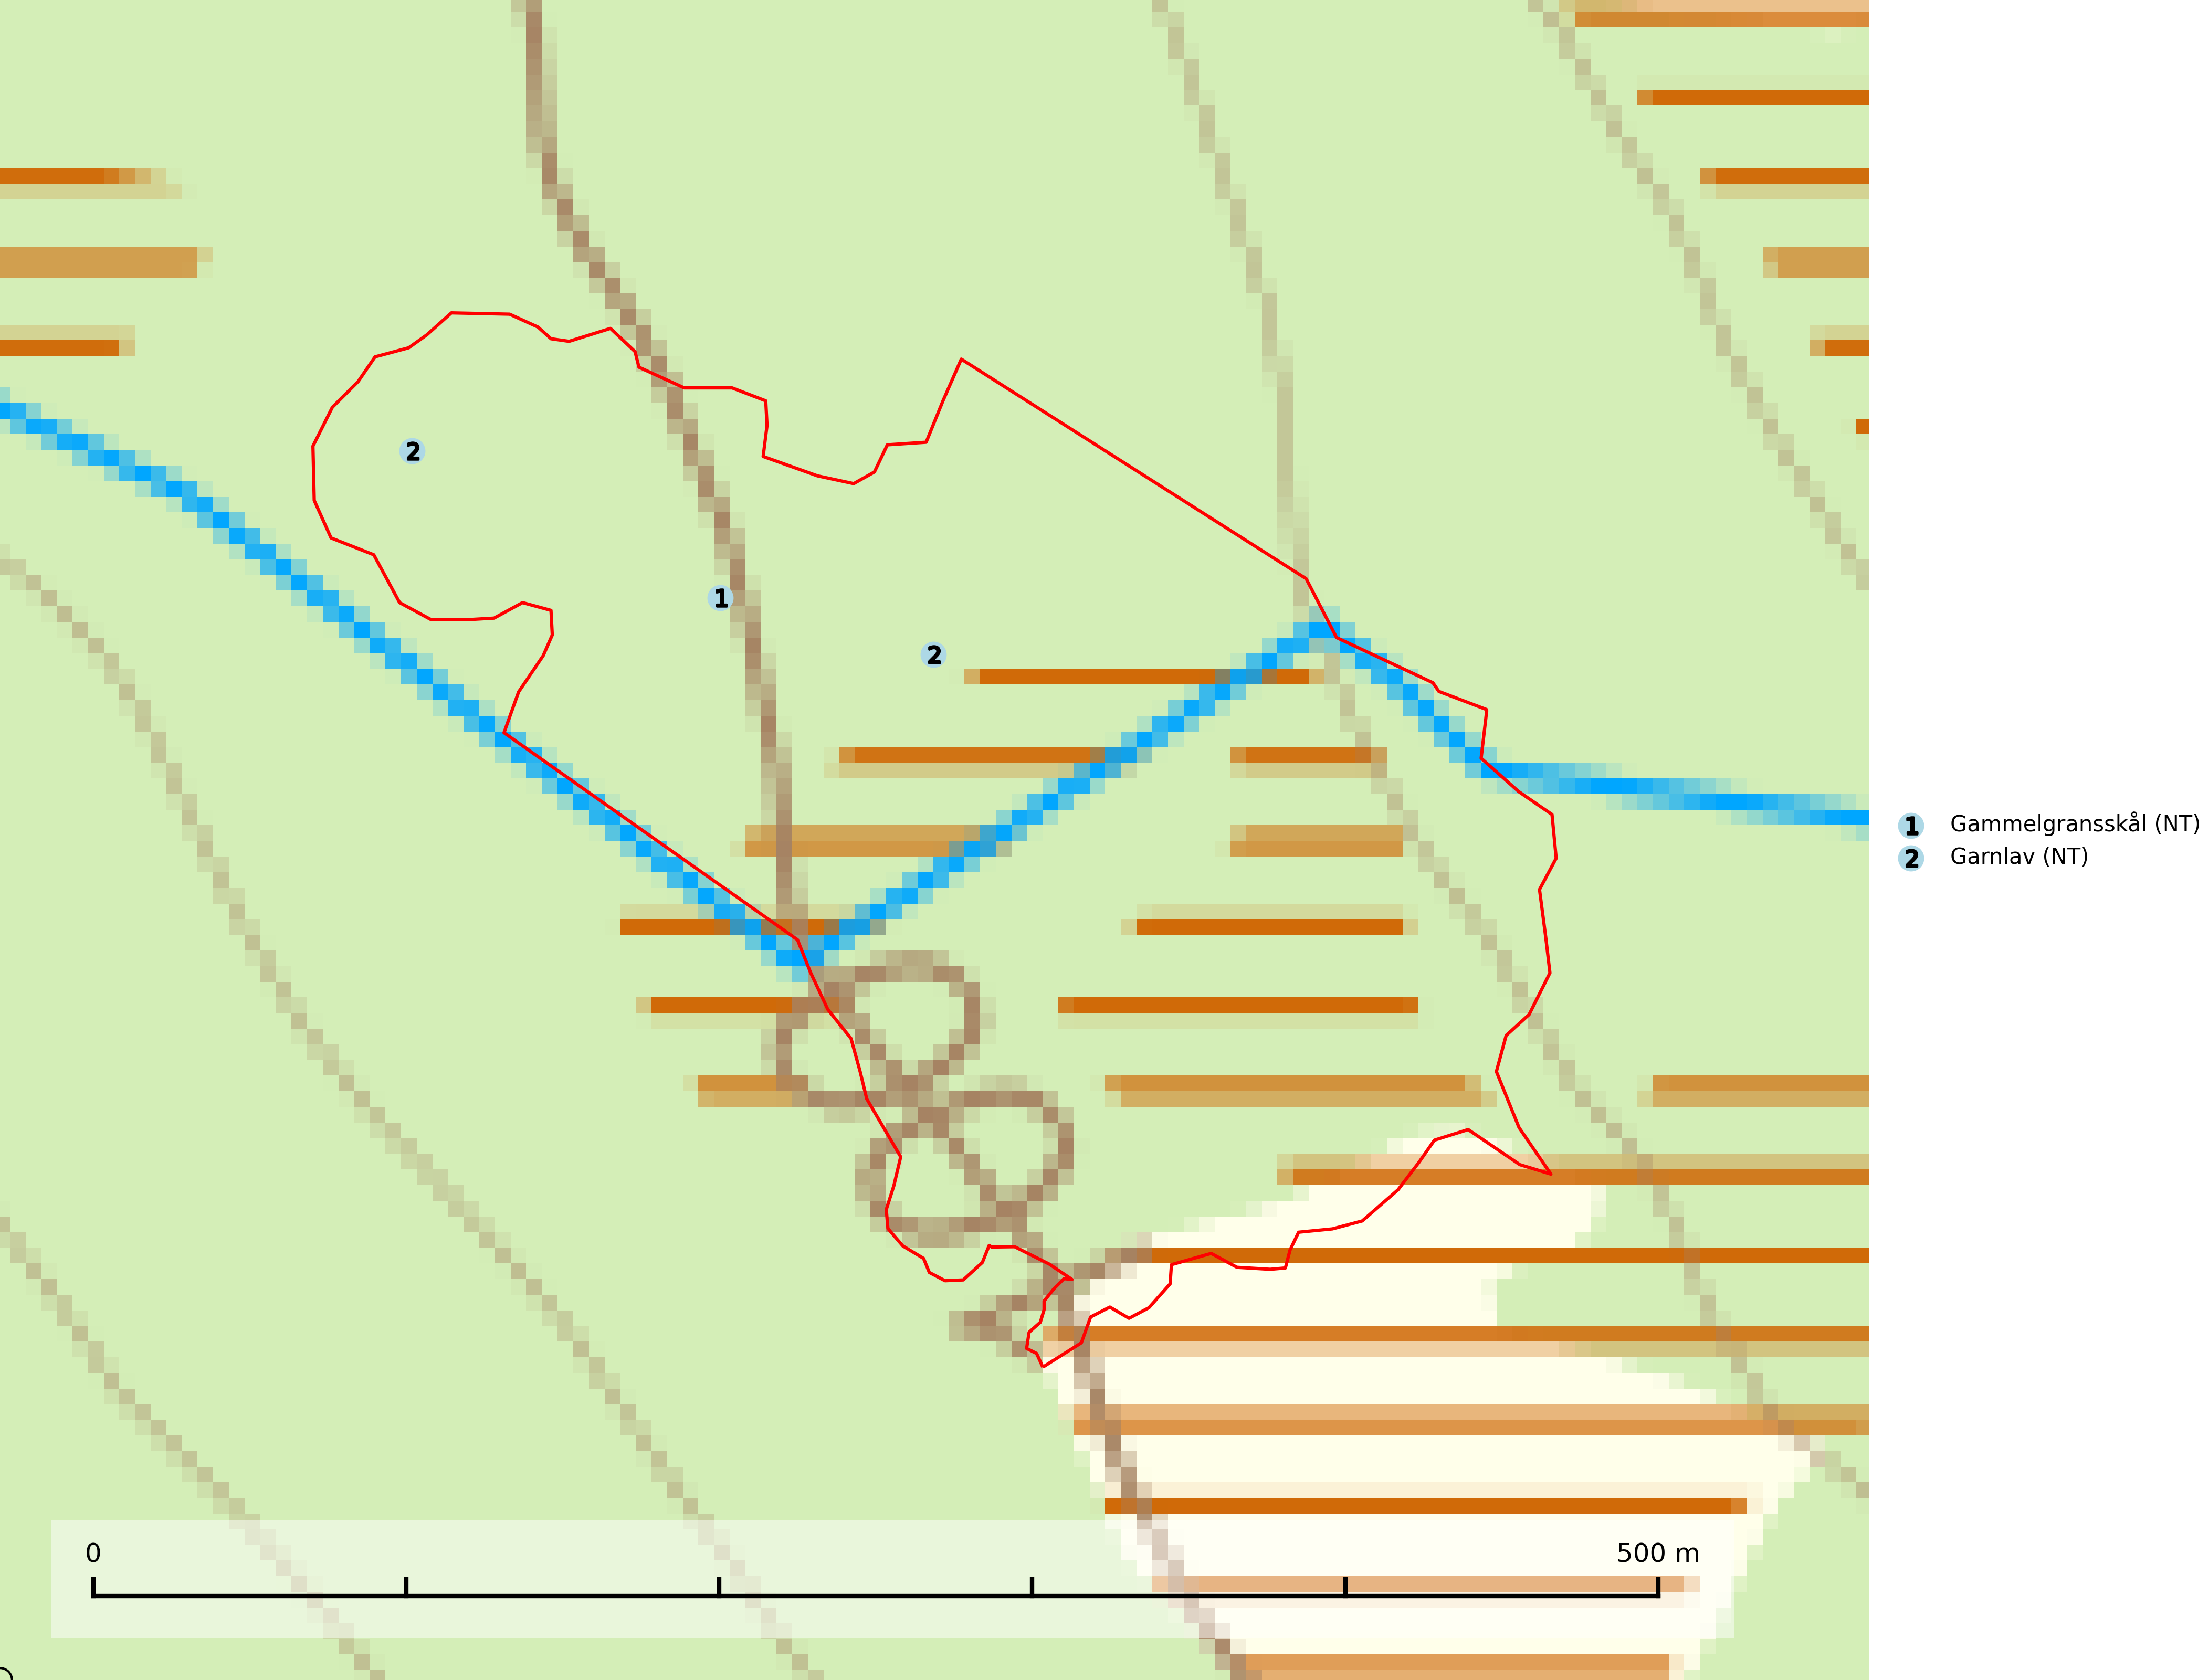 2
1
2
1 Gammelgransskål (NT)
2 Garnlav (NT)
0 500 m